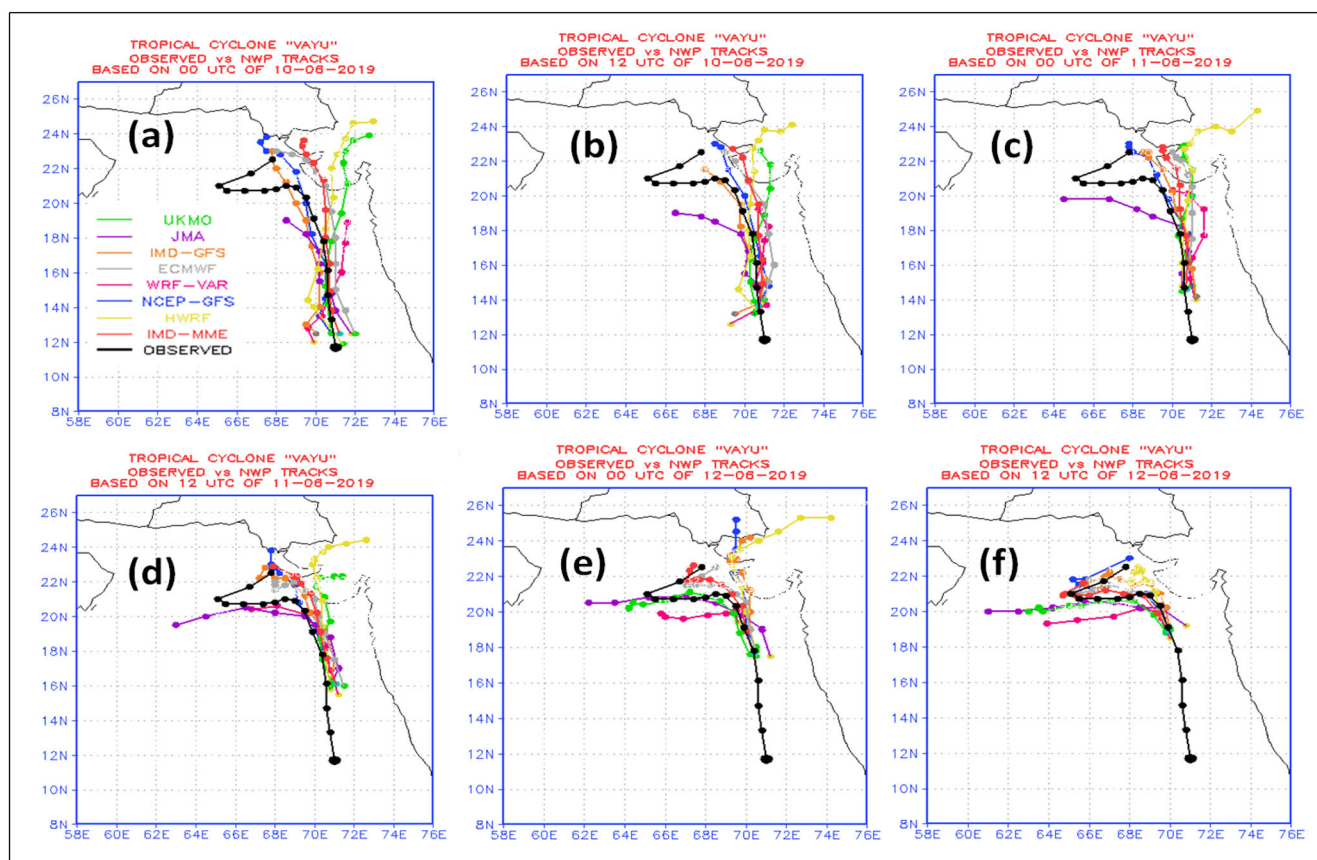 TROPICAL CYCLONE "VAYU"
OBSERVED vs NWP TRACKS
BASED ON 00 UTC OF 10-06-2019
26N
24N
22N
20N
18N
16N
14N
12N
10N
8N
58E 60E 62E 64E 66E 68E 70E 72E 74E 76E
(a)
UKMO
JMA
IMD-GFS
ECMWF
WRF-VAR
NCEP-GFS
HWRF
IMD-MME
OBSERVED
TROPICAL CYCLONE "VAYU"
OBSERVED vs NWP TRACKS
BASED ON 12 UTC OF 10-06-2019
26N
24N
22N
20N
18N
16N
14N
12N
10N
8N
58E 60E 62E 64E 66E 68E 70E 72E 74E 76E
(b)
TROPICAL CYCLONE "VAYU"
OBSERVED vs NWP TRACKS
BASED ON 00 UTC OF 11-06-2019
26N
24N
22N
20N
18N
16N
14N
12N
10N
8N
58E 60E 62E 64E 66E 68E 70E 72E 74E 76E
(c)
TROPICAL CYCLONE "VAYU"
OBSERVED vs NWP TRACKS
BASED ON 12 UTC OF 11-06-2019
26N
24N
22N
20N
18N
16N
14N
12N
10N
8N
58E 60E 62E 64E 66E 68E 70E 72E 74E 76E
(d)
TROPICAL CYCLONE "VAYU"
OBSERVED vs NWP TRACKS
BASED ON 00 UTC OF 12-06-2019
26N
24N
22N
20N
18N
16N
14N
12N
10N
8N
58E 60E 62E 64E 66E 68E 70E 72E 74E 76E
(e)
TROPICAL CYCLONE "VAYU"
OBSERVED vs NWP TRACKS
BASED ON 12 UTC OF 12-06-2019
26N
24N
22N
20N
18N
16N
14N
12N
10N
8N
58E 60E 62E 64E 66E 68E 70E 72E 74E 76E
(f)